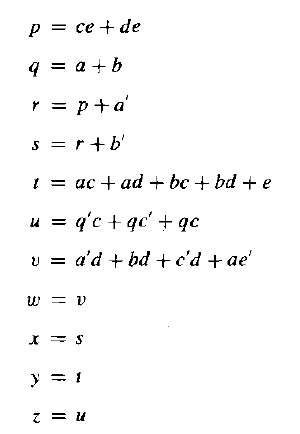 p = ce + de
q = a + b
r = p + a'
s = r + b'
t = ac + ad + bc + bd + e
u = q'c + qc' + qc
v = a'd + bd + c'd + ae'
w = v
x = s
y = t
z = u